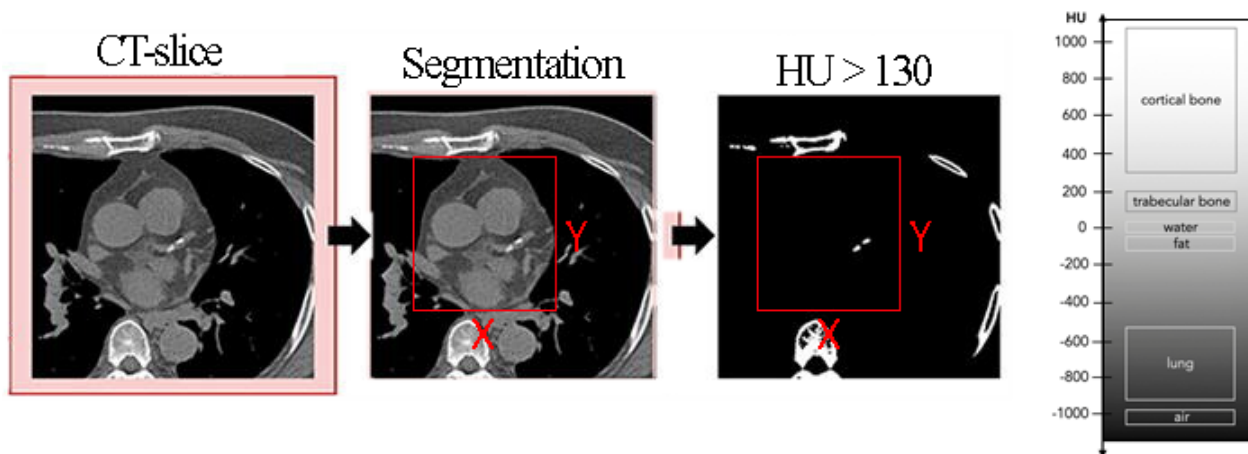 CT-slice
Segmentation
HU > 130
Y
X
Y
X
HU
1000
800
600
400
200
0
-200
-400
-600
-800
-1000
cortical bone
trabecular bone
water
fat
lung
air